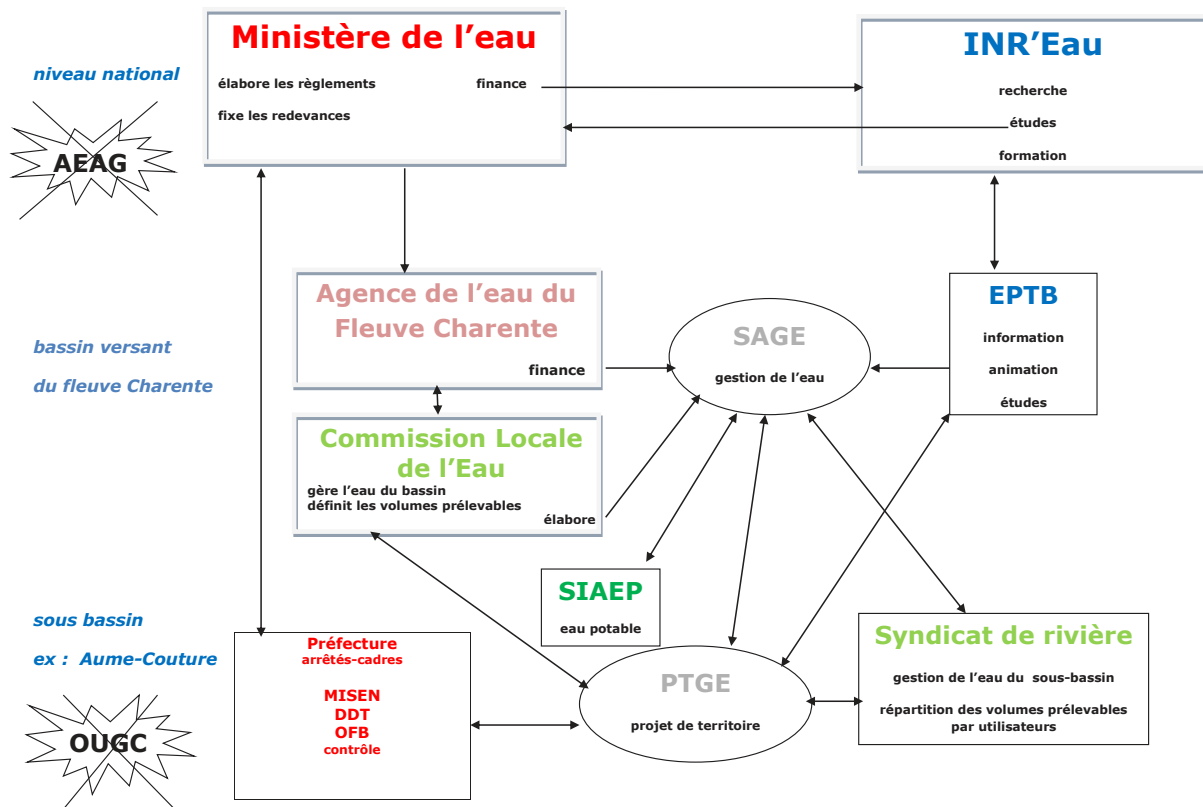 Ministère de l’eau
élabore les règlements
finance
fixe les redevances
INR’Eau
recherche
études
formation
niveau national
AEAG
Agence de l’eau du
Fleuve Charente
finance
SAGE
gestion de l’eau
EPTB
information
animation
études
bassin versant
du fleuve Charente
Commission Locale
de l’Eau
gère l’eau du bassin
définit les volumes prélevables
élabore
SIAEP
eau potable
sous bassin
ex : Aume-Couture
OUGC
Préfecture
arrêtés-cadres
MISEN
DDT
OFB
contrôle
PTGE
projet de territoire
Syndicat de rivière
gestion de l’eau du sous-bassin
répartition des volumes prélevables
par utilisateurs